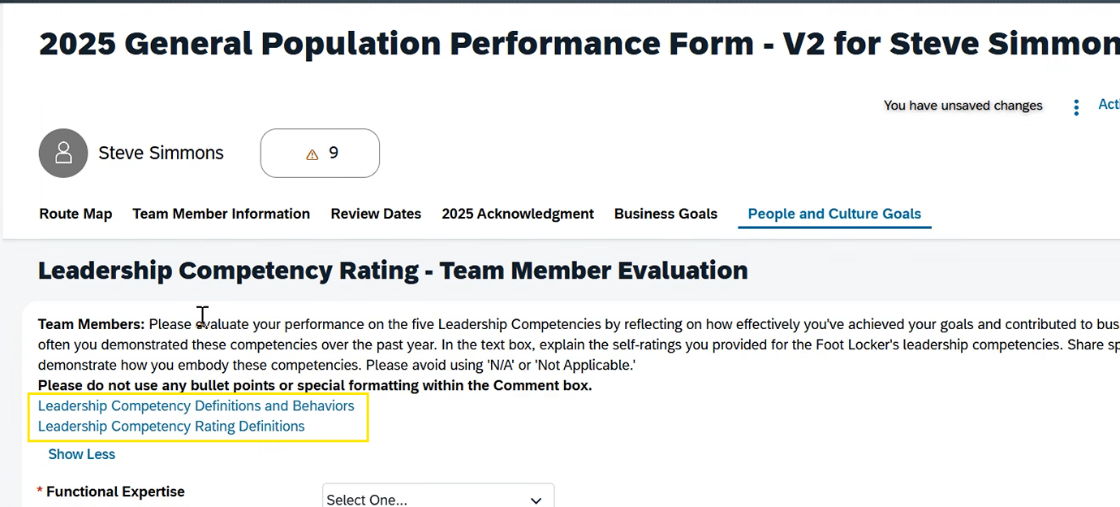 2025 General Population Performance Form - V2 for Steve Simmon
You have unsaved changes
Steve Simmons
9
Route Map Team Member Information Review Dates 2025 Acknowledgment Business Goals People and Culture Goals
Leadership Competency Rating - Team Member Evaluation
Team Members: Please evaluate your performance on the five Leadership Competencies by reflecting on how effectively you've achieved your goals and contributed to bus
often you demonstrated these competencies over the past year. In the text box, explain the self-ratings you provided for the Foot Locker's leadership competencies. Share sp
demonstrate how you embody these competencies. Please avoid using 'N/A' or 'Not Applicable.'
Please do not use any bullet points or special formatting within the Comment box.
Leadership Competency Definitions and Behaviors
Leadership Competency Rating Definitions
Show Less
* Functional Expertise
Select One...